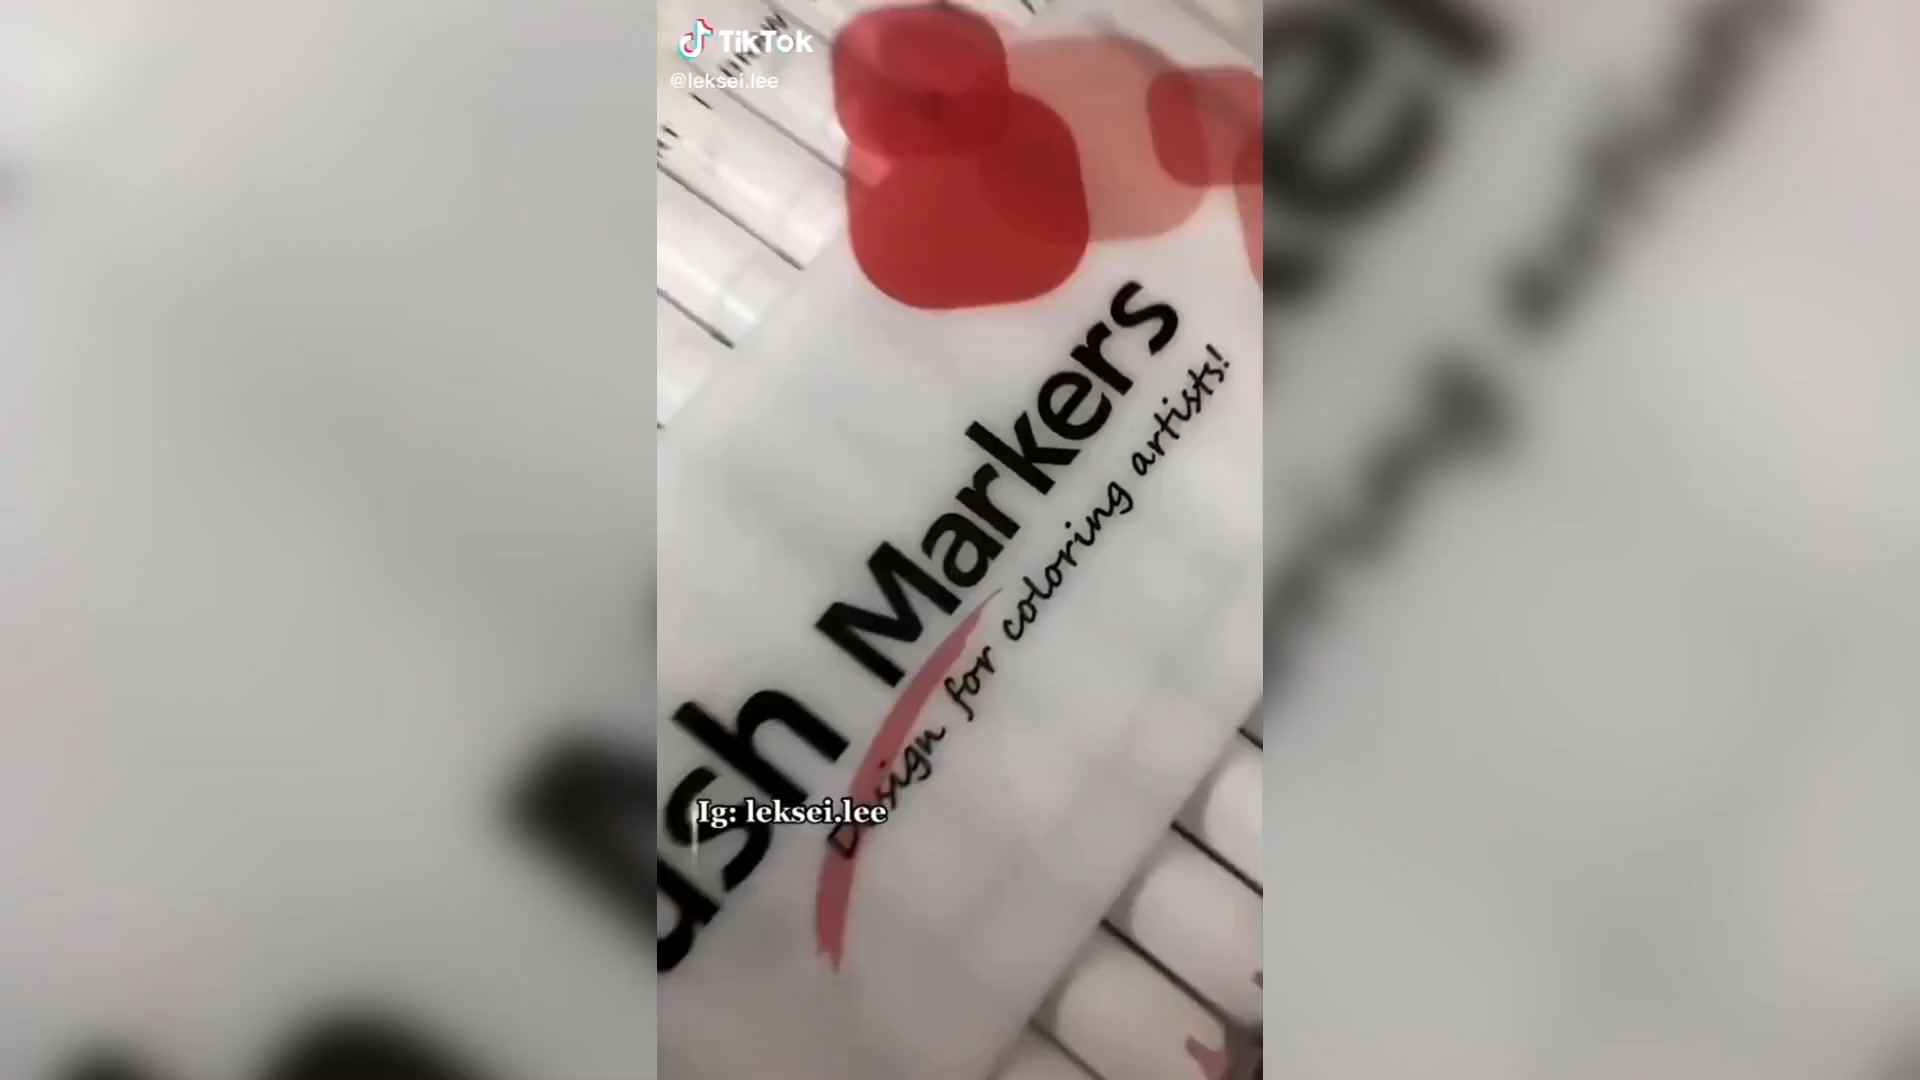 TikTok
@leksei.lee
ush Markers
Design for coloring artists!
Ig: leksei.lee